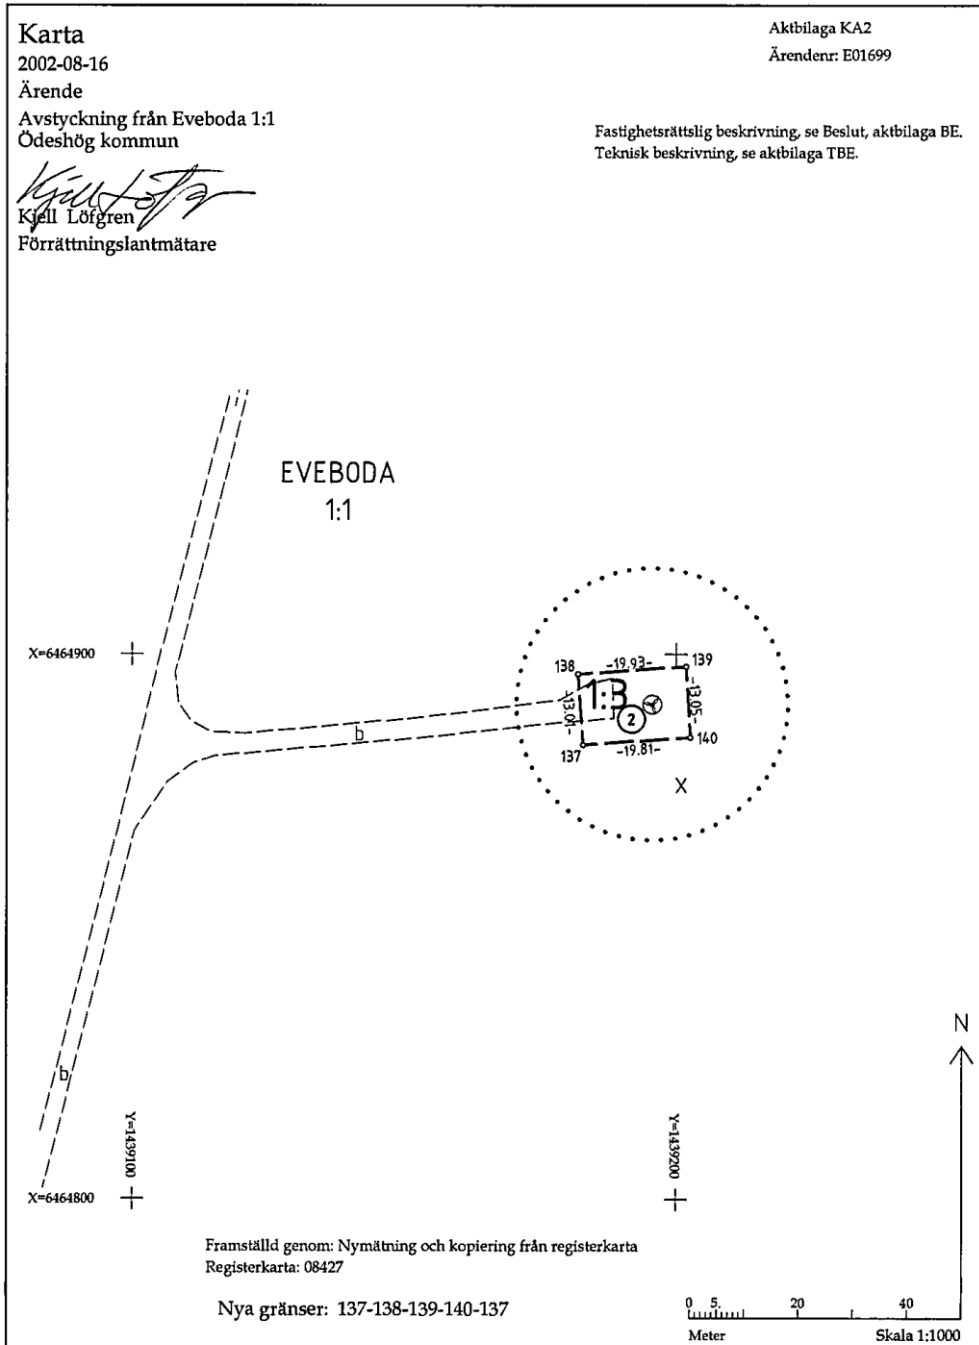 Karta
2002-08-16
Ärende
Avstyckning från Eveboda 1:1
Ödeshög kommun
Kjell Löfgren
Förrättningslantmätare
Aktbilaga KA2
Ärendenr: E01699
Fastighetsrättslig beskrivning, se Beslut, aktbilaga BE.
Teknisk beskrivning, se aktbilaga TBE.
EVEBODA
1:1
X=6464900
138
-19.93-
139
1:3
-13.01-
-13.05-
2
137
-19.81-
140
X
b
b
N
Y=1439100
Y=1439200
X=6464800
Framställd genom: Nymätning och kopiering från registerkarta
Registerkarta: 08427
Nya gränser: 137-138-139-140-137
0 5. 20 40
Meter Skala 1:1000